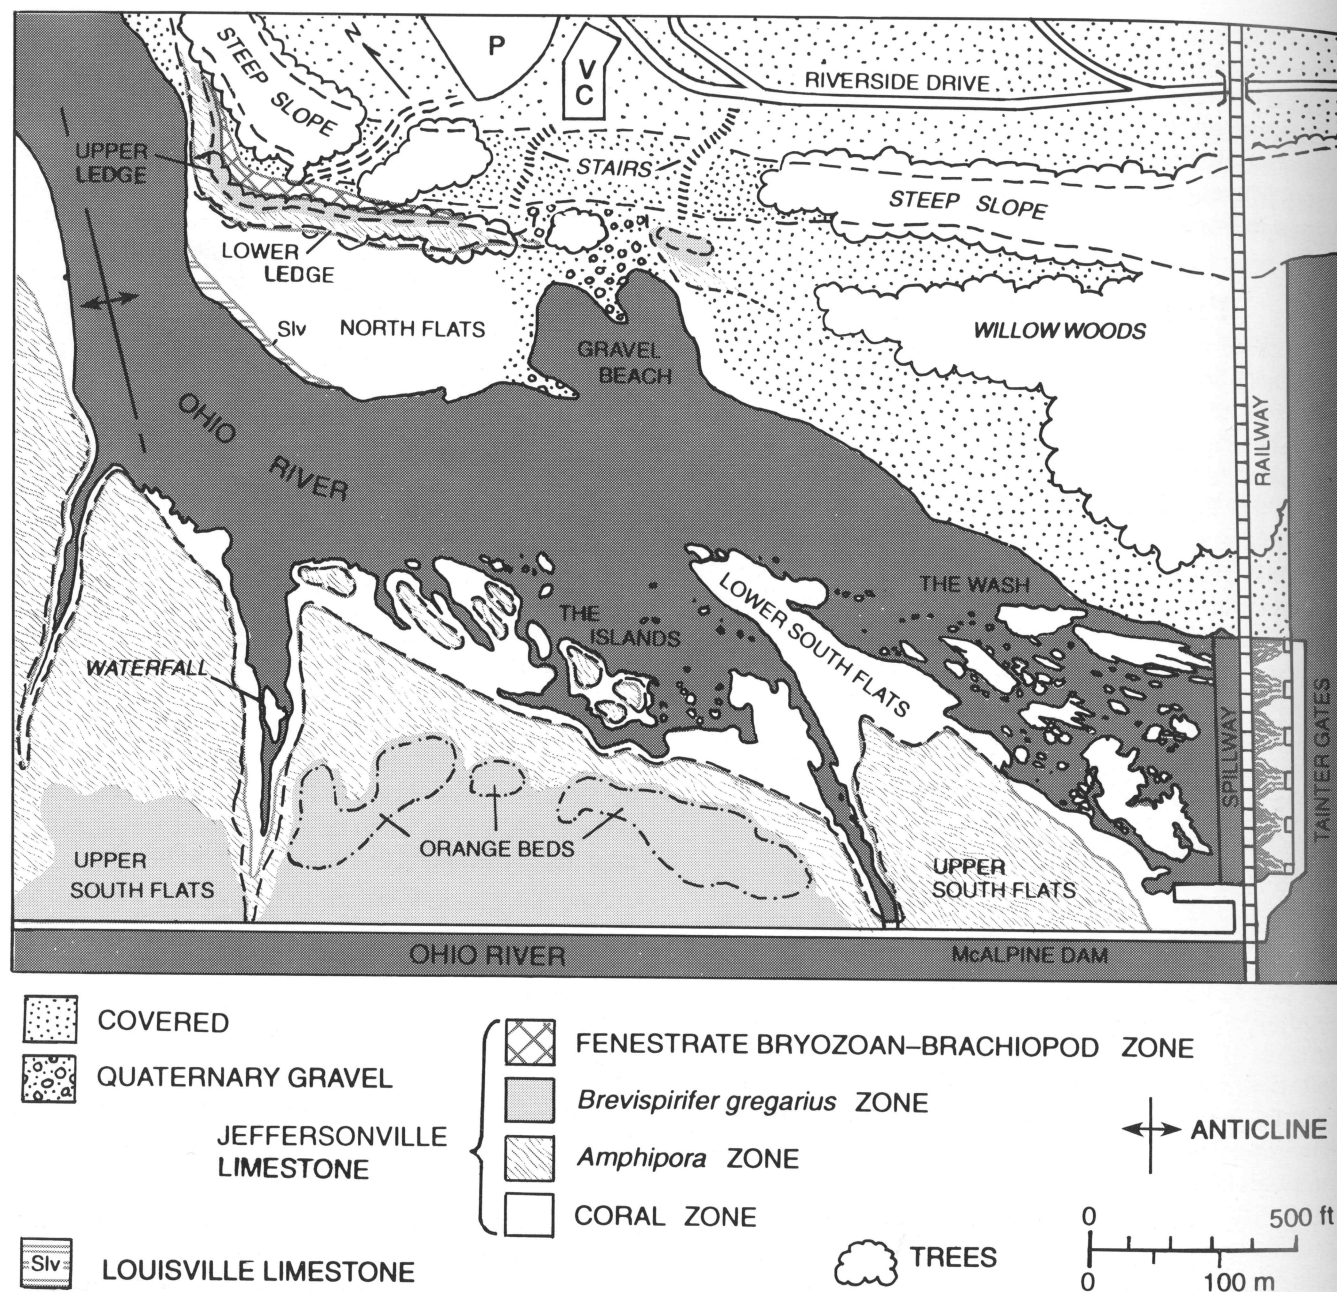 STEEP
SLOPE
N
P
V
C
RIVERSIDE DRIVE
UPPER
LEDGE
STAIRS
STEEP SLOPE
LOWER
LEDGE
Slv
NORTH FLATS
GRAVEL
BEACH
WILLOW WOODS
OHIO
RIVER
RAILWAY
THE WASH
THE
ISLANDS
LOWER SOUTH FLATS
WATERFALL
SPILLWAY
TAINTER GATES
ORANGE BEDS
UPPER
SOUTH FLATS
UPPER
SOUTH FLATS
OHIO RIVER
McALPINE DAM
COVERED
QUATERNARY GRAVEL
JEFFERSONVILLE
LIMESTONE
FENESTRATE BRYOZOAN–BRACHIOPOD ZONE
Brevispirifer gregarius ZONE
Amphipora ZONE
CORAL ZONE
ANTICLINE
Slv
LOUISVILLE LIMESTONE
TREES
0 500 ft
0 100 m